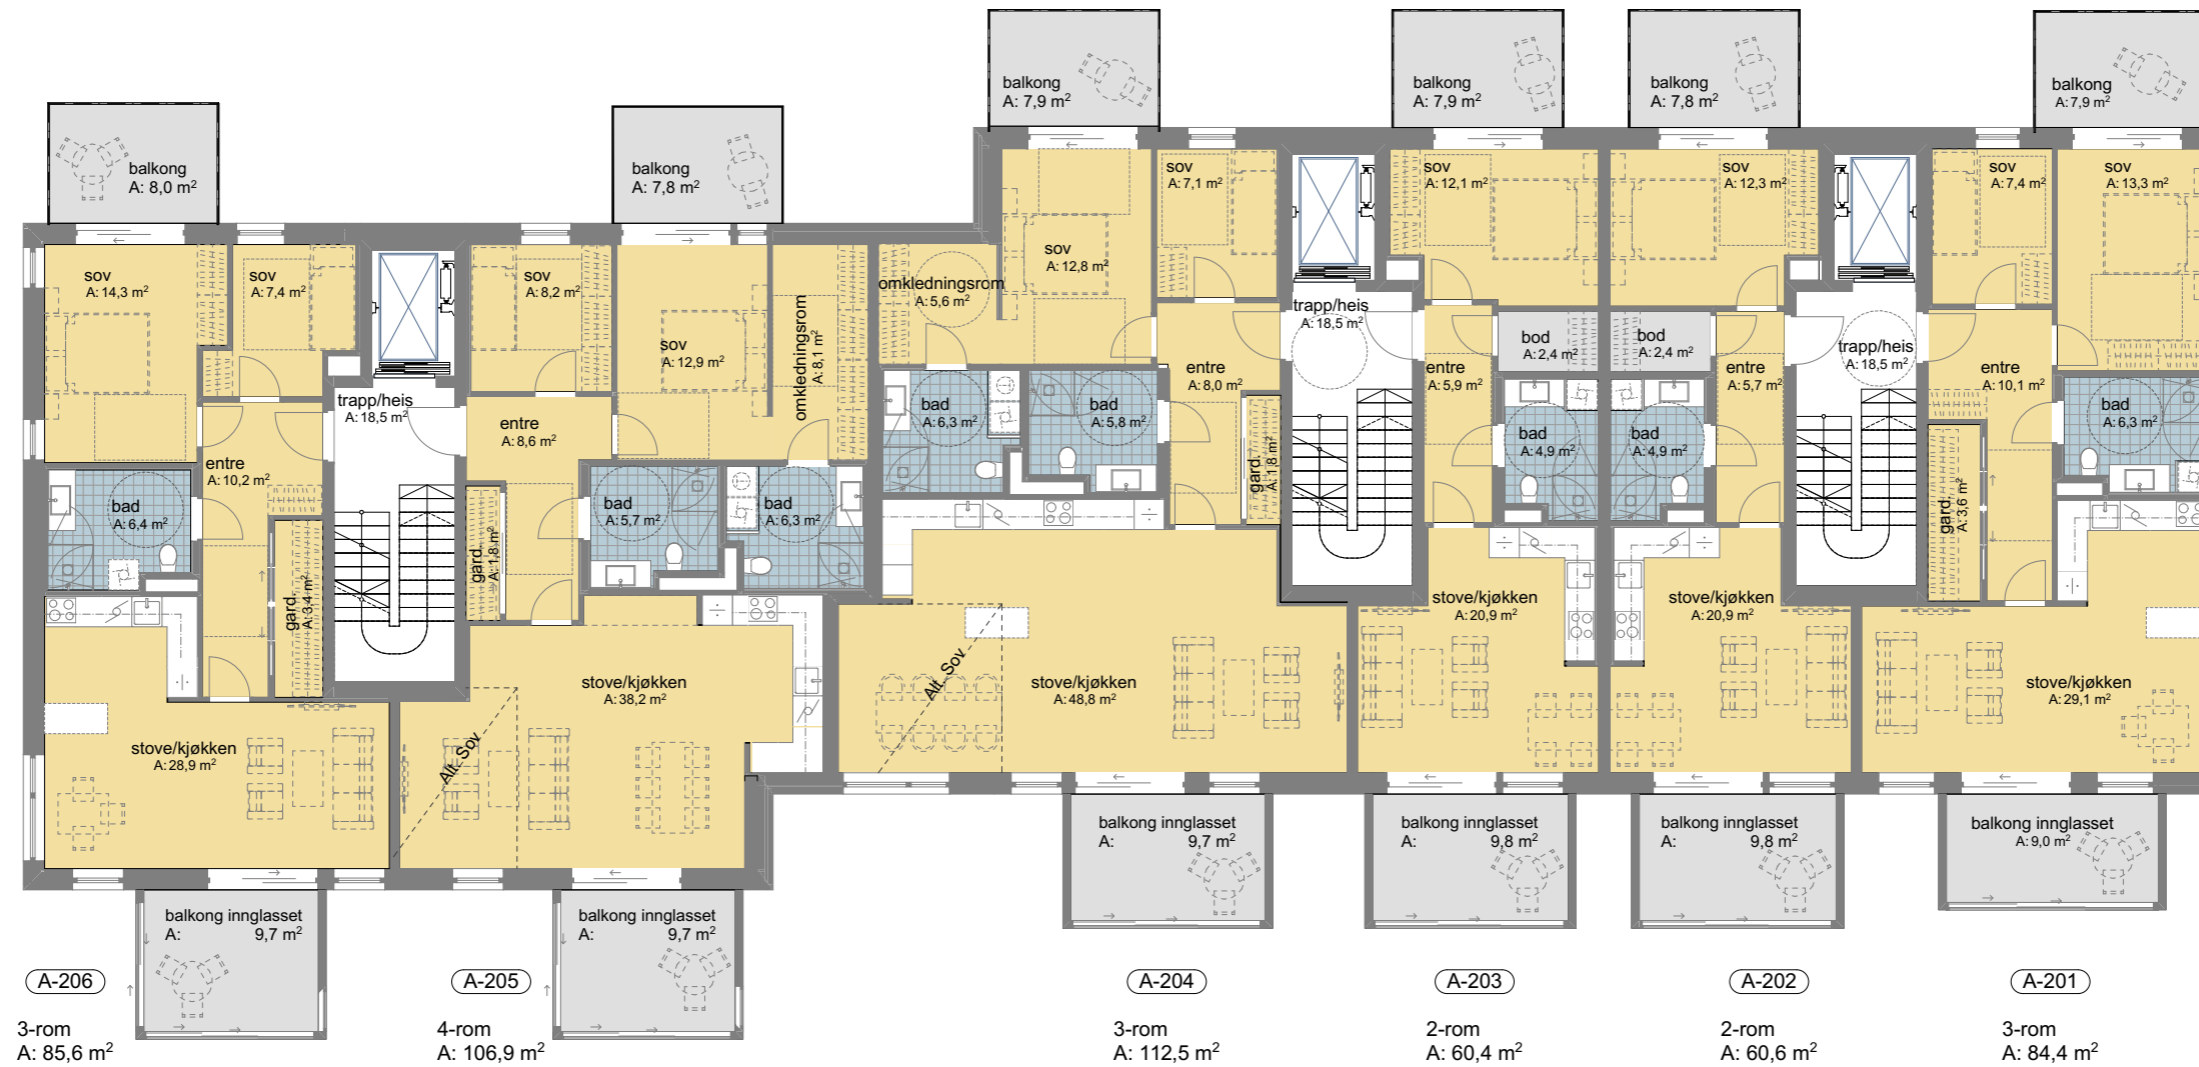 balkong
A: 8,0 m²
balkong
A: 7,8 m²
balkong
A: 7,9 m²
balkong
A: 7,9 m²
balkong
A: 7,8 m²
balkong
A: 7,9 m²
sov
A: 14,3 m²
sov
A: 7,4 m²
trapp/heis
A: 18,5 m²
entre
A: 10,2 m²
bad
A: 6,4 m²
gard.
A: 3,4 m²
stove/kjøkken
A: 28,9 m²
balkong innglasset
A: 9,7 m²
sov
A: 8,2 m²
sov
A: 12,9 m²
omkledningsrom
A: 8,1 m²
entre
A: 8,6 m²
gard.
A: 1,8 m²
bad
A: 5,7 m²
bad
A: 6,3 m²
stove/kjøkken
A: 38,2 m²
Alt. Sov
balkong innglasset
A: 9,7 m²
omkledningsrom
A: 5,6 m²
sov
A: 12,8 m²
sov
A: 7,1 m²
bad
A: 6,3 m²
bad
A: 5,8 m²
entre
A: 8,0 m²
gard.
A: 1,8 m²
Alt. Sov
stove/kjøkken
A: 48,8 m²
balkong innglasset
A: 9,7 m²
trapp/heis
A: 18,5 m²
sov
A: 12,1 m²
bod
A: 2,4 m²
entre
A: 5,9 m²
bad
A: 4,9 m²
stove/kjøkken
A: 20,9 m²
balkong innglasset
A: 9,8 m²
sov
A: 12,3 m²
bod
A: 2,4 m²
entre
A: 5,7 m²
bad
A: 4,9 m²
stove/kjøkken
A: 20,9 m²
balkong innglasset
A: 9,8 m²
trapp/heis
A: 18,5 m²
sov
A: 7,4 m²
sov
A: 13,3 m²
entre
A: 10,1 m²
bad
A: 6,3 m²
gard.
A: 3,6 m²
stove/kjøkken
A: 29,1 m²
balkong innglasset
A: 9,0 m²
A-206
3-rom
A: 85,6 m²
A-205
4-rom
A: 106,9 m²
A-204
3-rom
A: 112,5 m²
A-203
2-rom
A: 60,4 m²
A-202
2-rom
A: 60,6 m²
A-201
3-rom
A: 84,4 m²